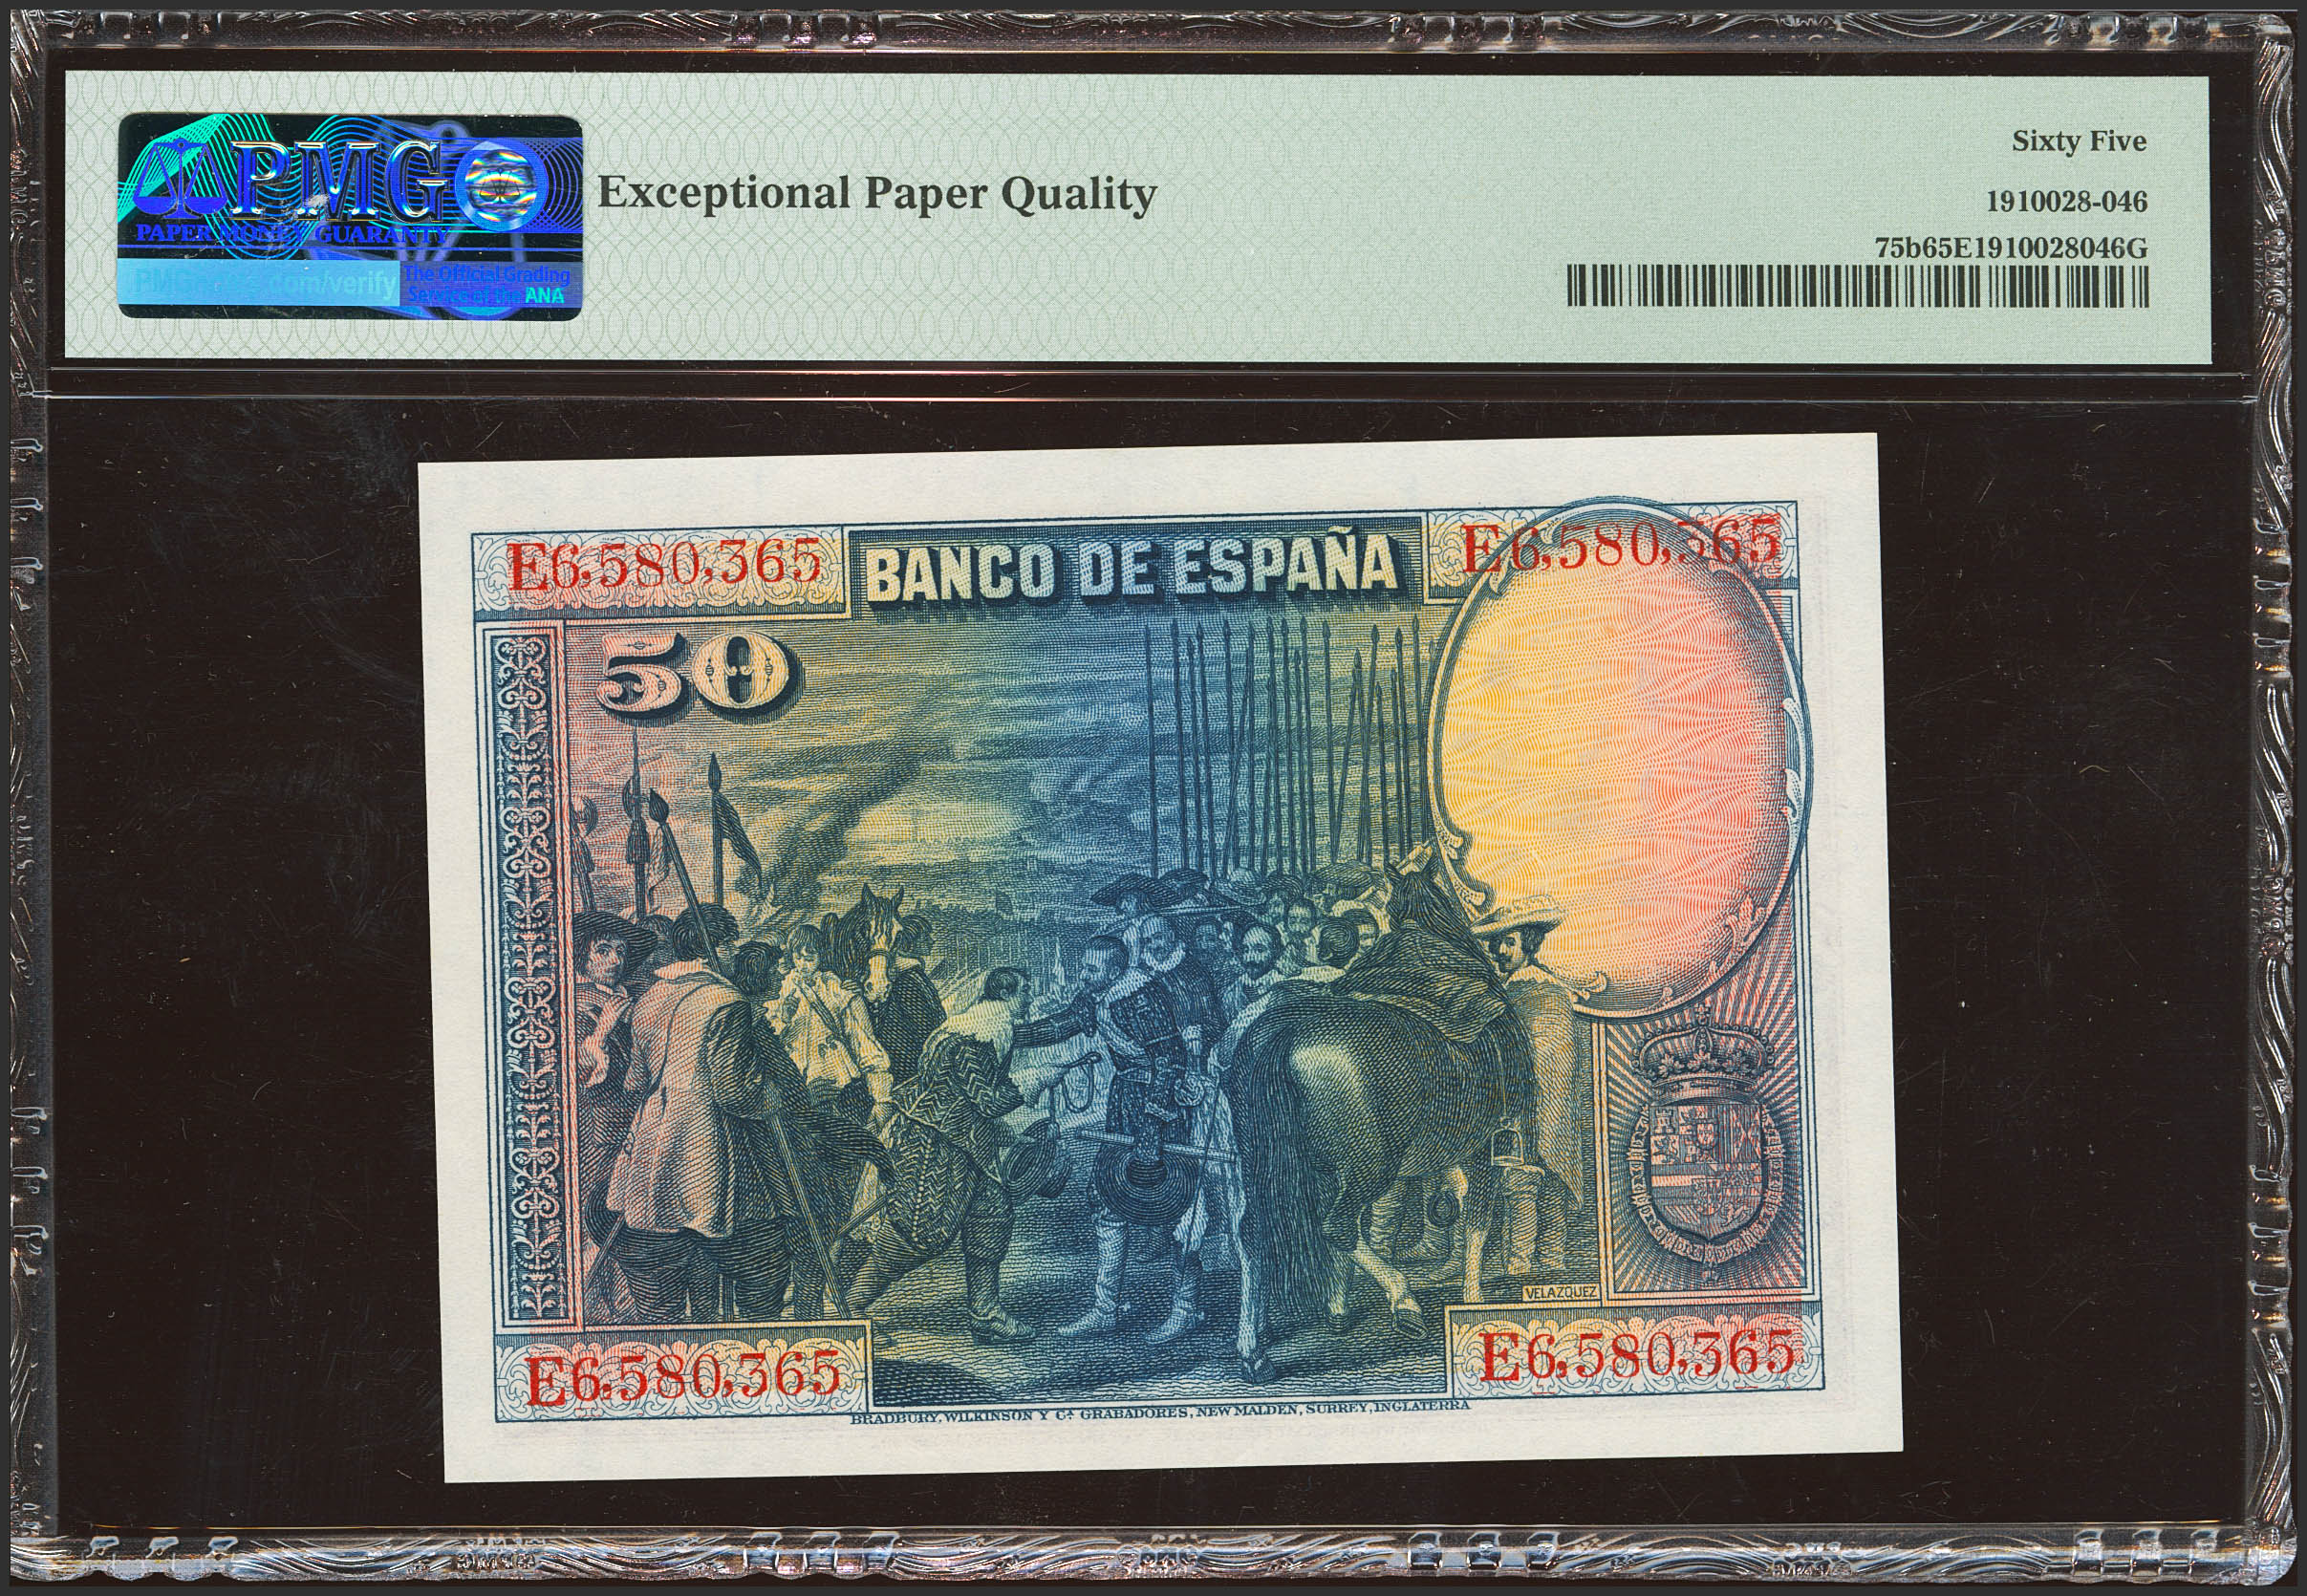 PMG
PAPER MONEY GUARANTY
The Official Grading
Service of the ANA
Exceptional Paper Quality
Sixty Five
1910028-046
75b65E1910028046G
E6,580,365
BANCO DE ESPAÑA
E6,580,365
50
VELAZQUEZ
E6,580,365
E6,580,365
BRADBURY, WILKINSON Y Cª. GRABADORES, NEW MALDEN, SURREY, INGLATERRA